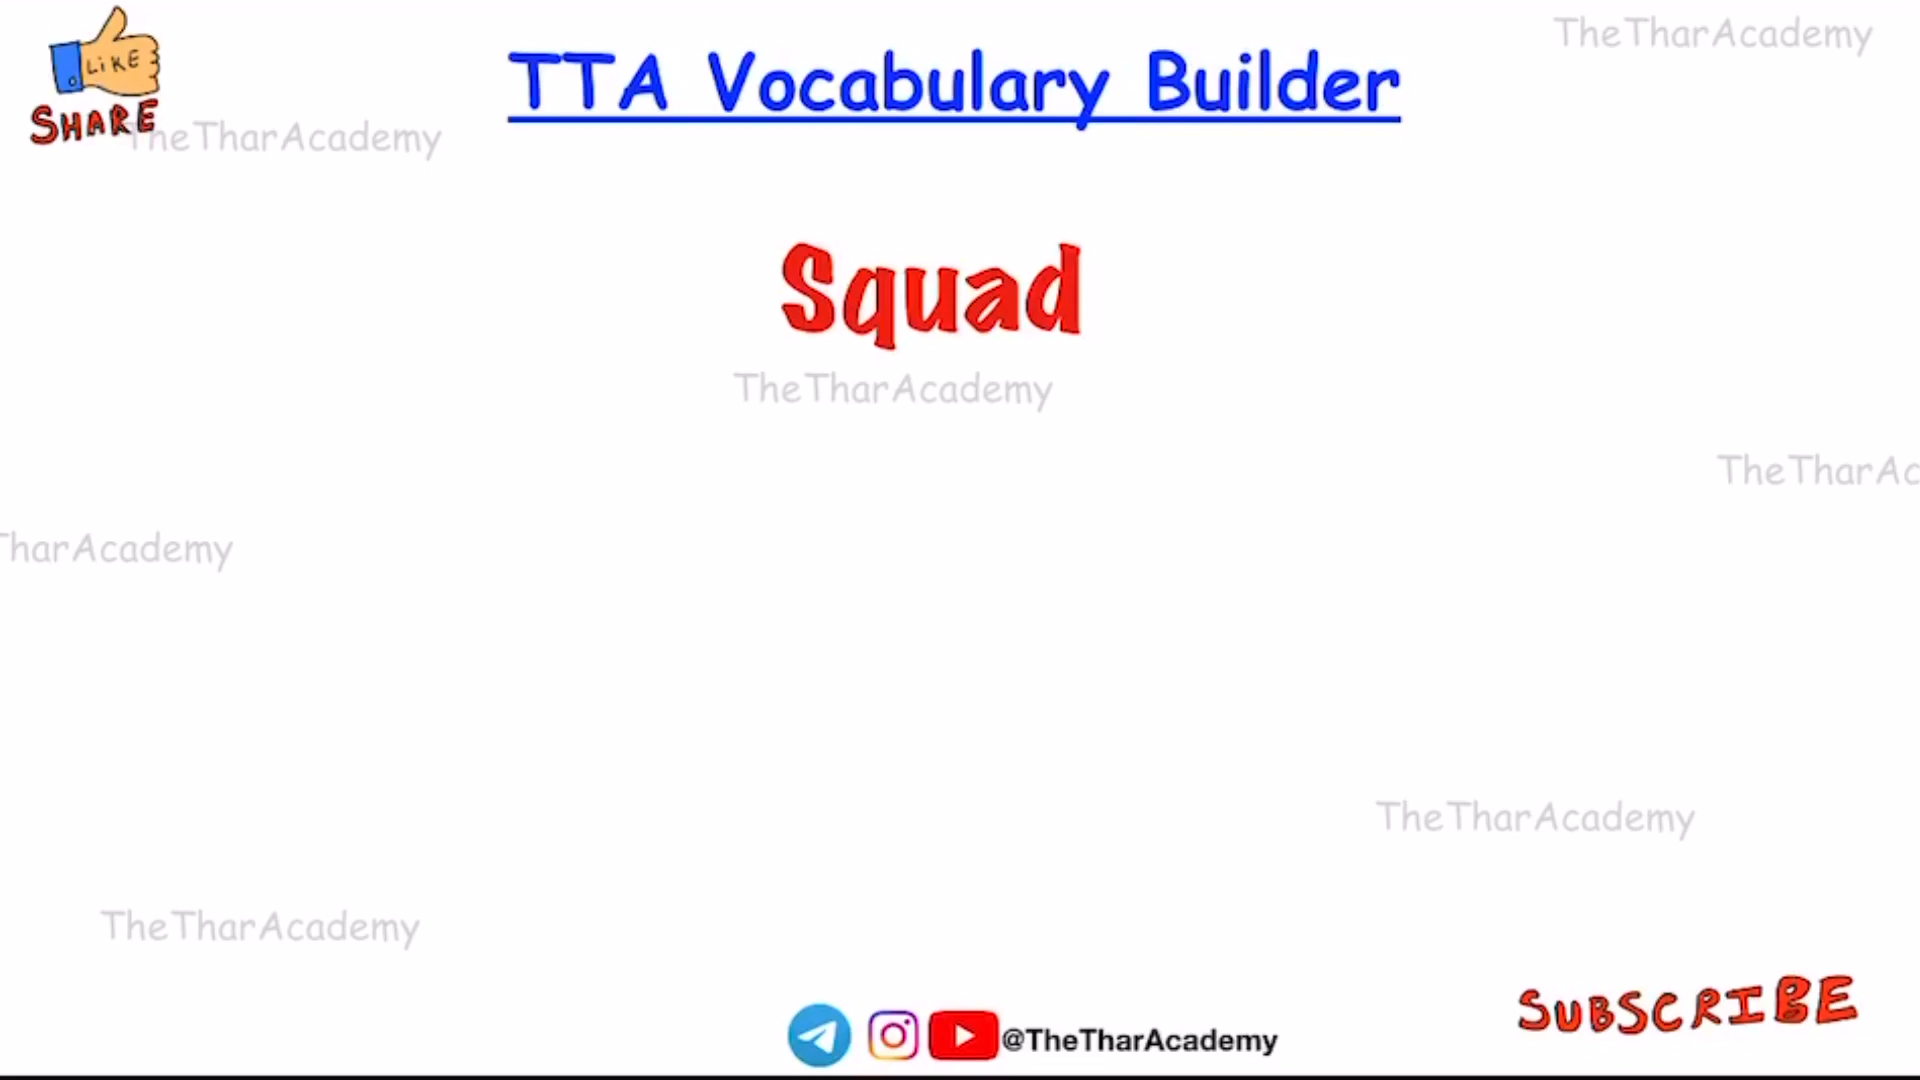 LIKE
SHARE
TheTharAcademy
TTA Vocabulary Builder
TheTharAcademy
Squad
TheTharAcademy
TheTharAc
TharAcademy
TheTharAcademy
TheTharAcademy
SUBSCRIBE
@TheTharAcademy